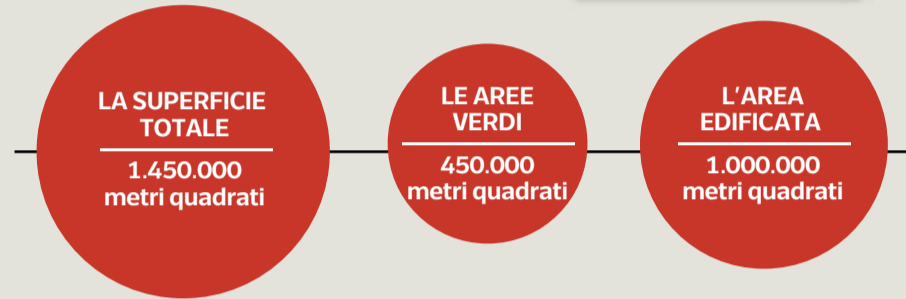 LA SUPERFICIE
TOTALE
1.450.000
metri quadrati
LE AREE
VERDI
450.000
metri quadrati
L'AREA
EDIFICATA
1.000.000
metri quadrati